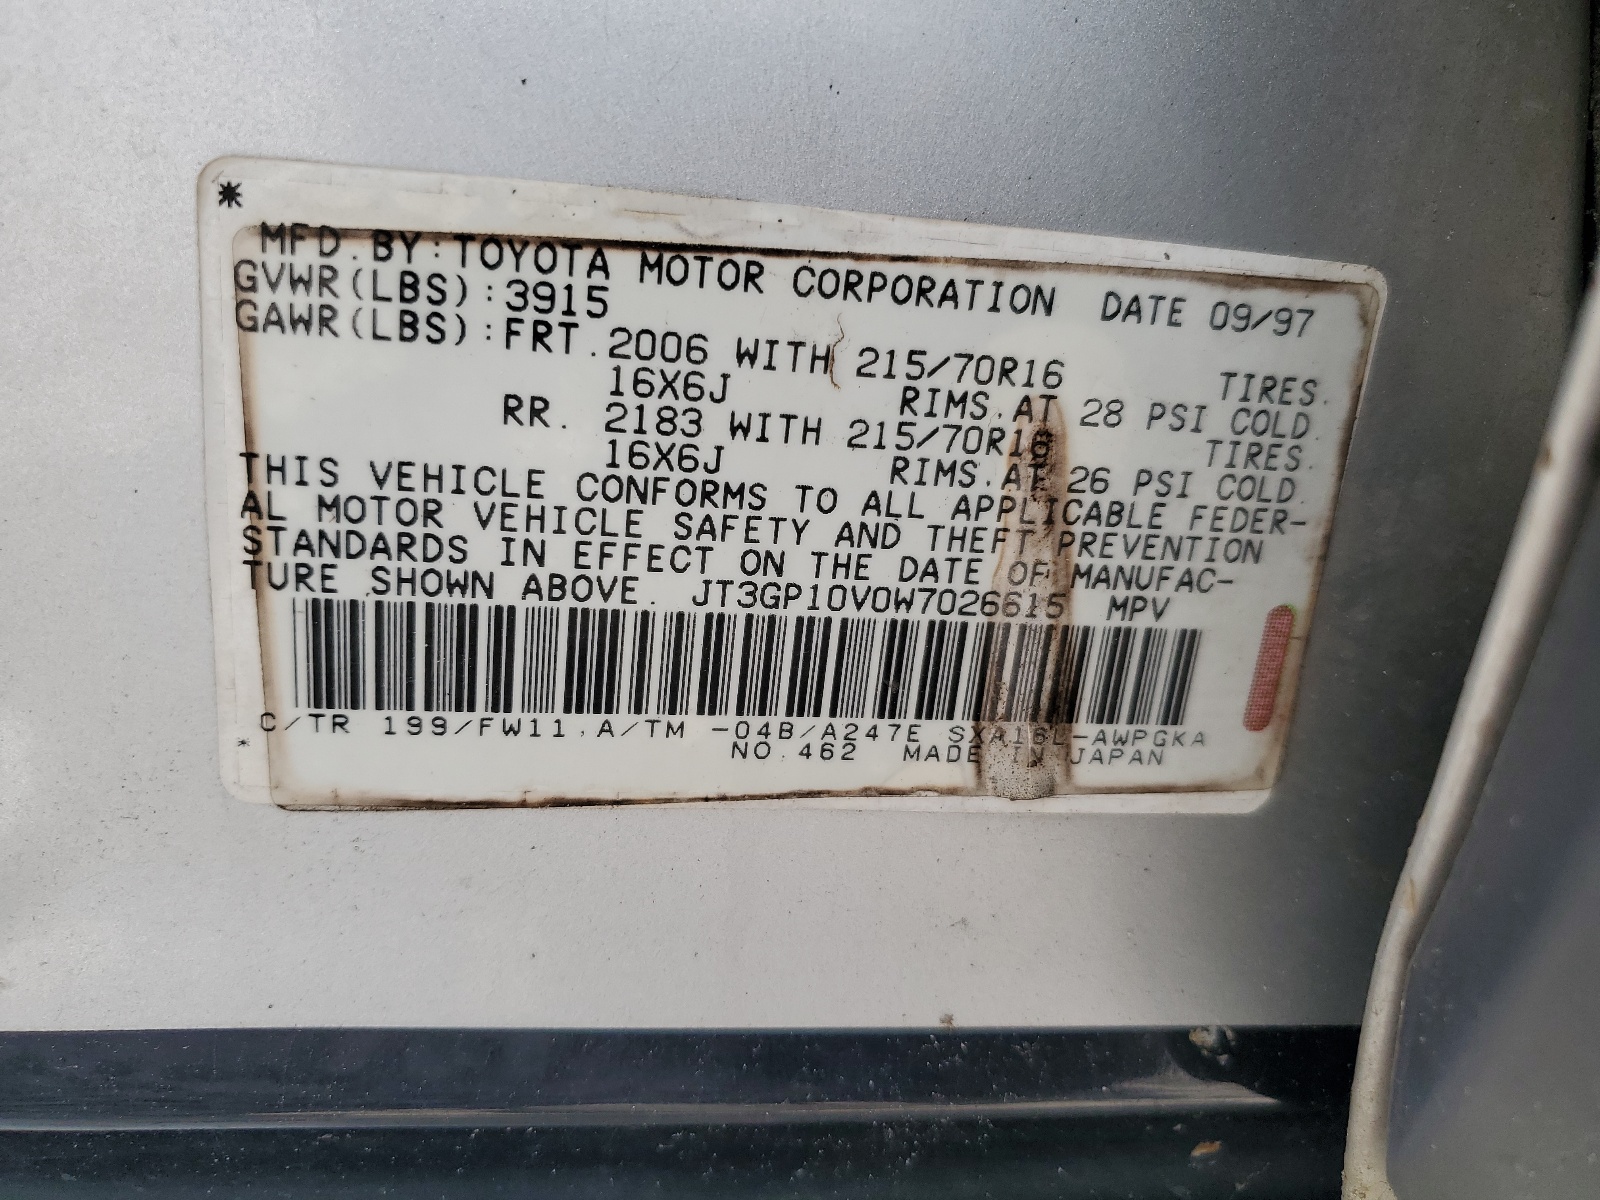 *
MFD. BY: TOYOTA MOTOR CORPORATION DATE 09/97
GVWR(LBS): 3915
GAWR(LBS): FRT. 2006 WITH 215/70R16 TIRES.
16X6J RIMS. AT 28 PSI COLD.
RR. 2183 WITH 215/70R16 TIRES.
16X6J RIMS. AT 26 PSI COLD.
THIS VEHICLE CONFORMS TO ALL APPLICABLE FEDER-
AL MOTOR VEHICLE SAFETY AND THEFT PREVENTION
STANDARDS IN EFFECT ON THE DATE OF MANUFAC-
TURE SHOWN ABOVE. JT3GP10V0W7026615 MPV
C/TR 199/FW11, A/TM -04B/A247E SXA16L-AWPGKA
* NO. 462 MADE IN JAPAN